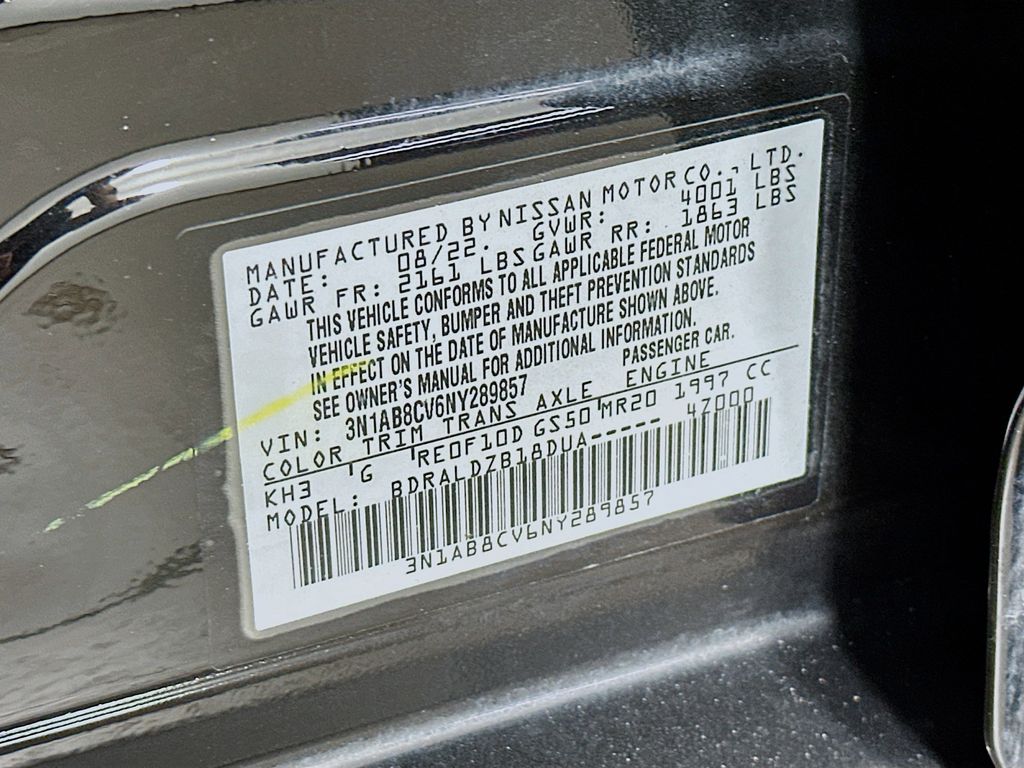 MANUFACTURED BY NISSAN MOTOR CO., LTD.
DATE: 08/22. GVWR: 4001 LBS
GAWR FR: 2161 LBS GAWR RR: 1863 LBS
THIS VEHICLE CONFORMS TO ALL APPLICABLE FEDERAL MOTOR
VEHICLE SAFETY, BUMPER AND THEFT PREVENTION STANDARDS
IN EFFECT ON THE DATE OF MANUFACTURE SHOWN ABOVE.
SEE OWNER'S MANUAL FOR ADDITIONAL INFORMATION.
VIN: 3N1AB8CV6NY289857 PASSENGER CAR.
COLOR TRIM TRANS AXLE ENGINE
KH3 G RE0F10D GS50 MR20 1997 CC
MODEL: BDRALDZB18DUA----- 47000
3N1AB8CV6NY289857